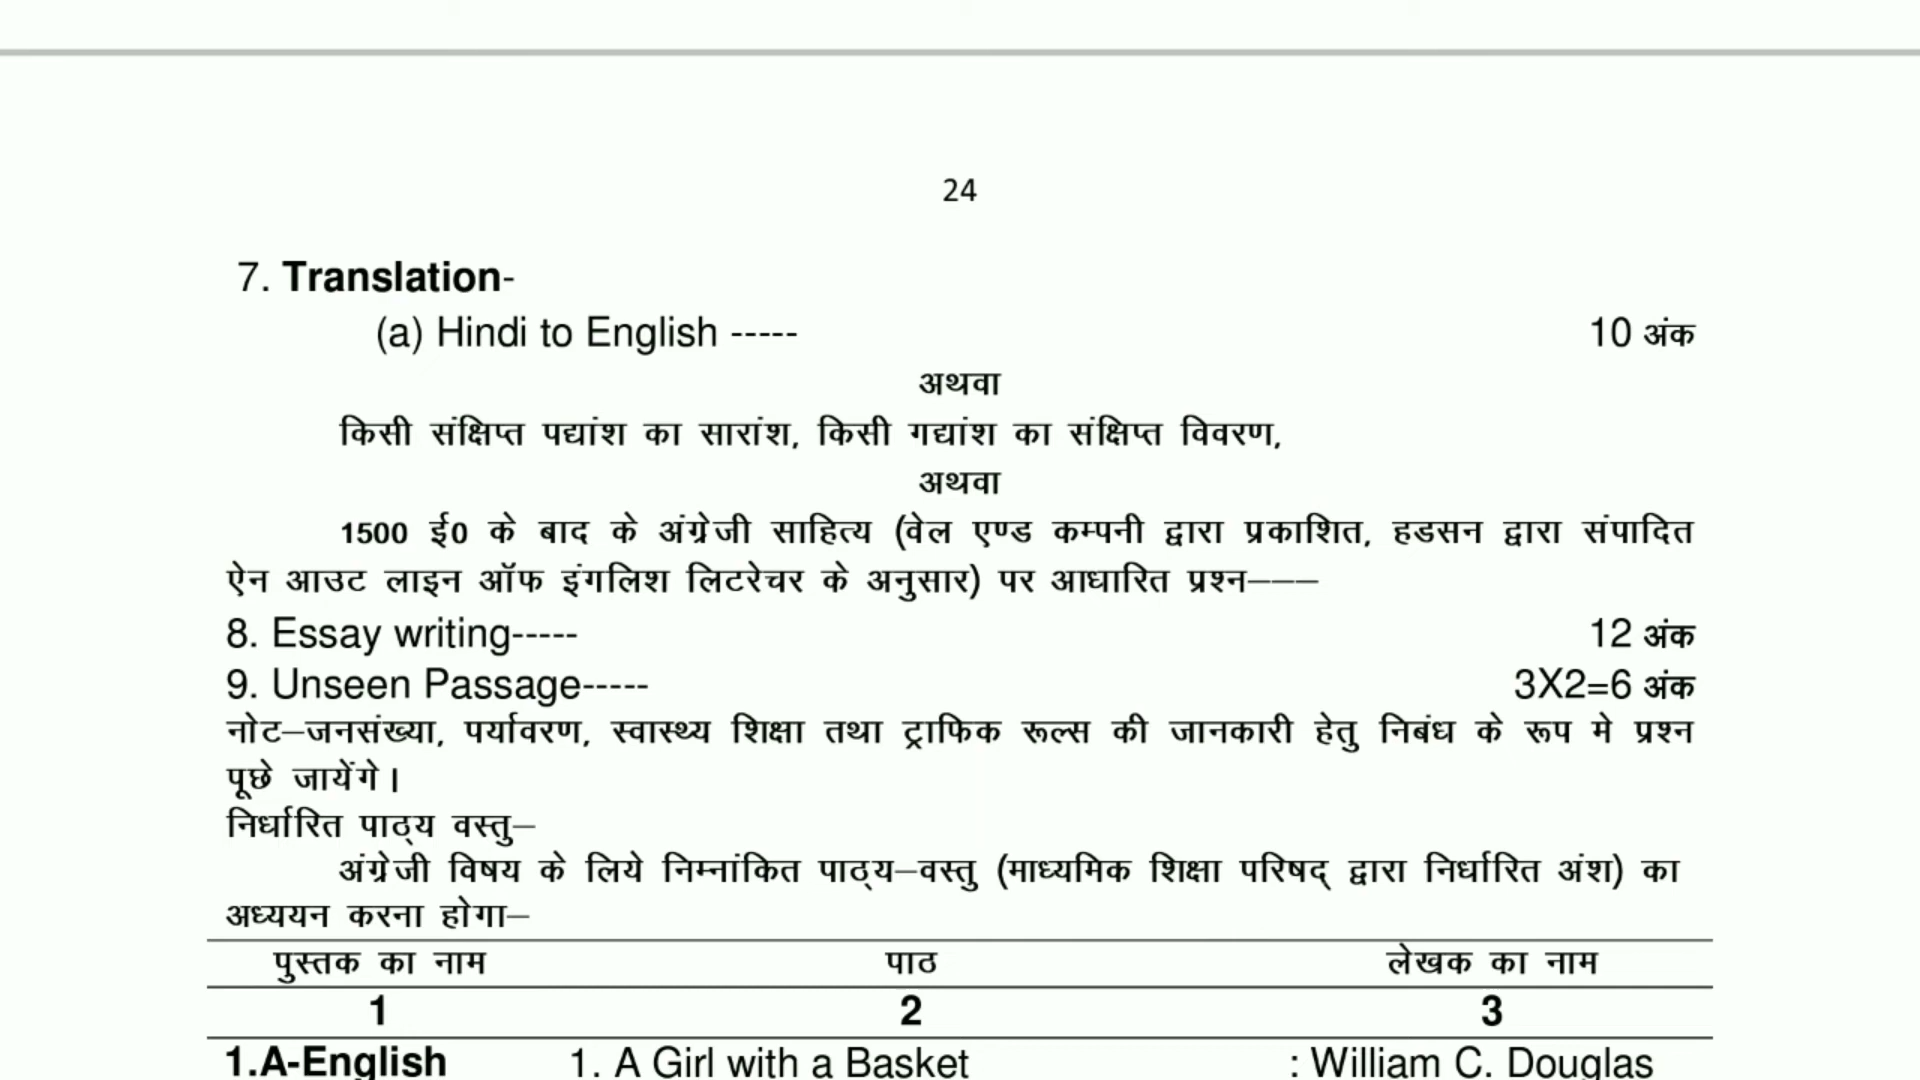 24
7. Translation-
(a) Hindi to English ----- 10 अंक
अथवा
किसी संक्षिप्त पद्यांश का सारांश, किसी गद्यांश का संक्षिप्त विवरण,
अथवा
1500 ई0 के बाद के अंग्रेजी साहित्य (वेल एण्ड कम्पनी द्वारा प्रकाशित, हडसन द्वारा संपादित
ऐन आउट लाइन ऑफ इंगलिश लिटरेचर के अनुसार) पर आधारित प्रश्न–––
8. Essay writing----- 12 अंक
9. Unseen Passage----- 3X2=6 अंक
नोट–जनसंख्या, पर्यावरण, स्वास्थ्य शिक्षा तथा ट्राफिक रूल्स की जानकारी हेतु निबंध के रूप मे प्रश्न
पूछे जायेंगे।
निर्धारित पाठ्य वस्तु–
अंग्रेजी विषय के लिये निम्नांकित पाठ्य–वस्तु (माध्यमिक शिक्षा परिषद् द्वारा निर्धारित अंश) का
अध्ययन करना होगा–
पुस्तक का नाम पाठ लेखक का नाम
1 2 3
1.A-English 1. A Girl with a Basket : William C. Douglas